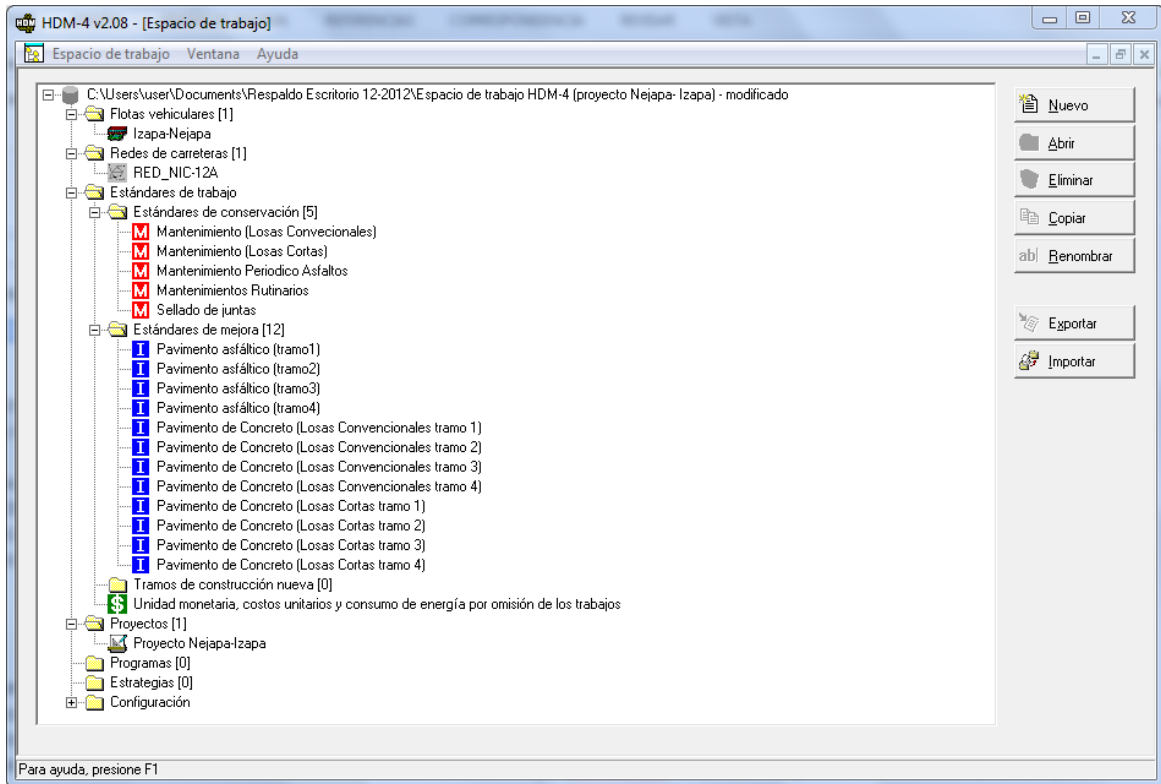 HDM-4 v2.08 - [Espacio de trabajo]
REFERENCIAS CORRESPONDENCIA REVISAR VISTA
Espacio de trabajo Ventana Ayuda
C:\Users\user\Documents\Respaldo Escritorio 12-2012\Espacio de trabajo HDM-4 (proyecto Nejapa- Izapa) - modificado
Flotas vehiculares [1]
Izapa-Nejapa
Redes de carreteras [1]
RED_NIC-12A
Estándares de trabajo
Estándares de conservación [5]
M Mantenimiento (Losas Convecionales)
M Mantenimiento (Losas Cortas)
M Mantenimiento Periodico Asfaltos
M Mantenimientos Rutinarios
M Sellado de juntas
Estándares de mejora [12]
I Pavimento asfáltico (tramo1)
I Pavimento asfáltico (tramo2)
I Pavimento asfáltico (tramo3)
I Pavimento asfáltico (tramo4)
I Pavimento de Concreto (Losas Convencionales tramo 1)
I Pavimento de Concreto (Losas Convencionales tramo 2)
I Pavimento de Concreto (Losas Convencionales tramo 3)
I Pavimento de Concreto (Losas Convencionales tramo 4)
I Pavimento de Concreto (Losas Cortas tramo 1)
I Pavimento de Concreto (Losas Cortas tramo 2)
I Pavimento de Concreto (Losas Cortas tramo 3)
I Pavimento de Concreto (Losas Cortas tramo 4)
Tramos de construcción nueva [0]
$ Unidad monetaria, costos unitarios y consumo de energía por omisión de los trabajos
Proyectos [1]
Proyecto Nejapa-Izapa
Programas [0]
Estrategias [0]
Configuración
Nuevo
Abrir
Eliminar
Copiar
ab Renombrar
Exportar
Importar
Para ayuda, presione F1